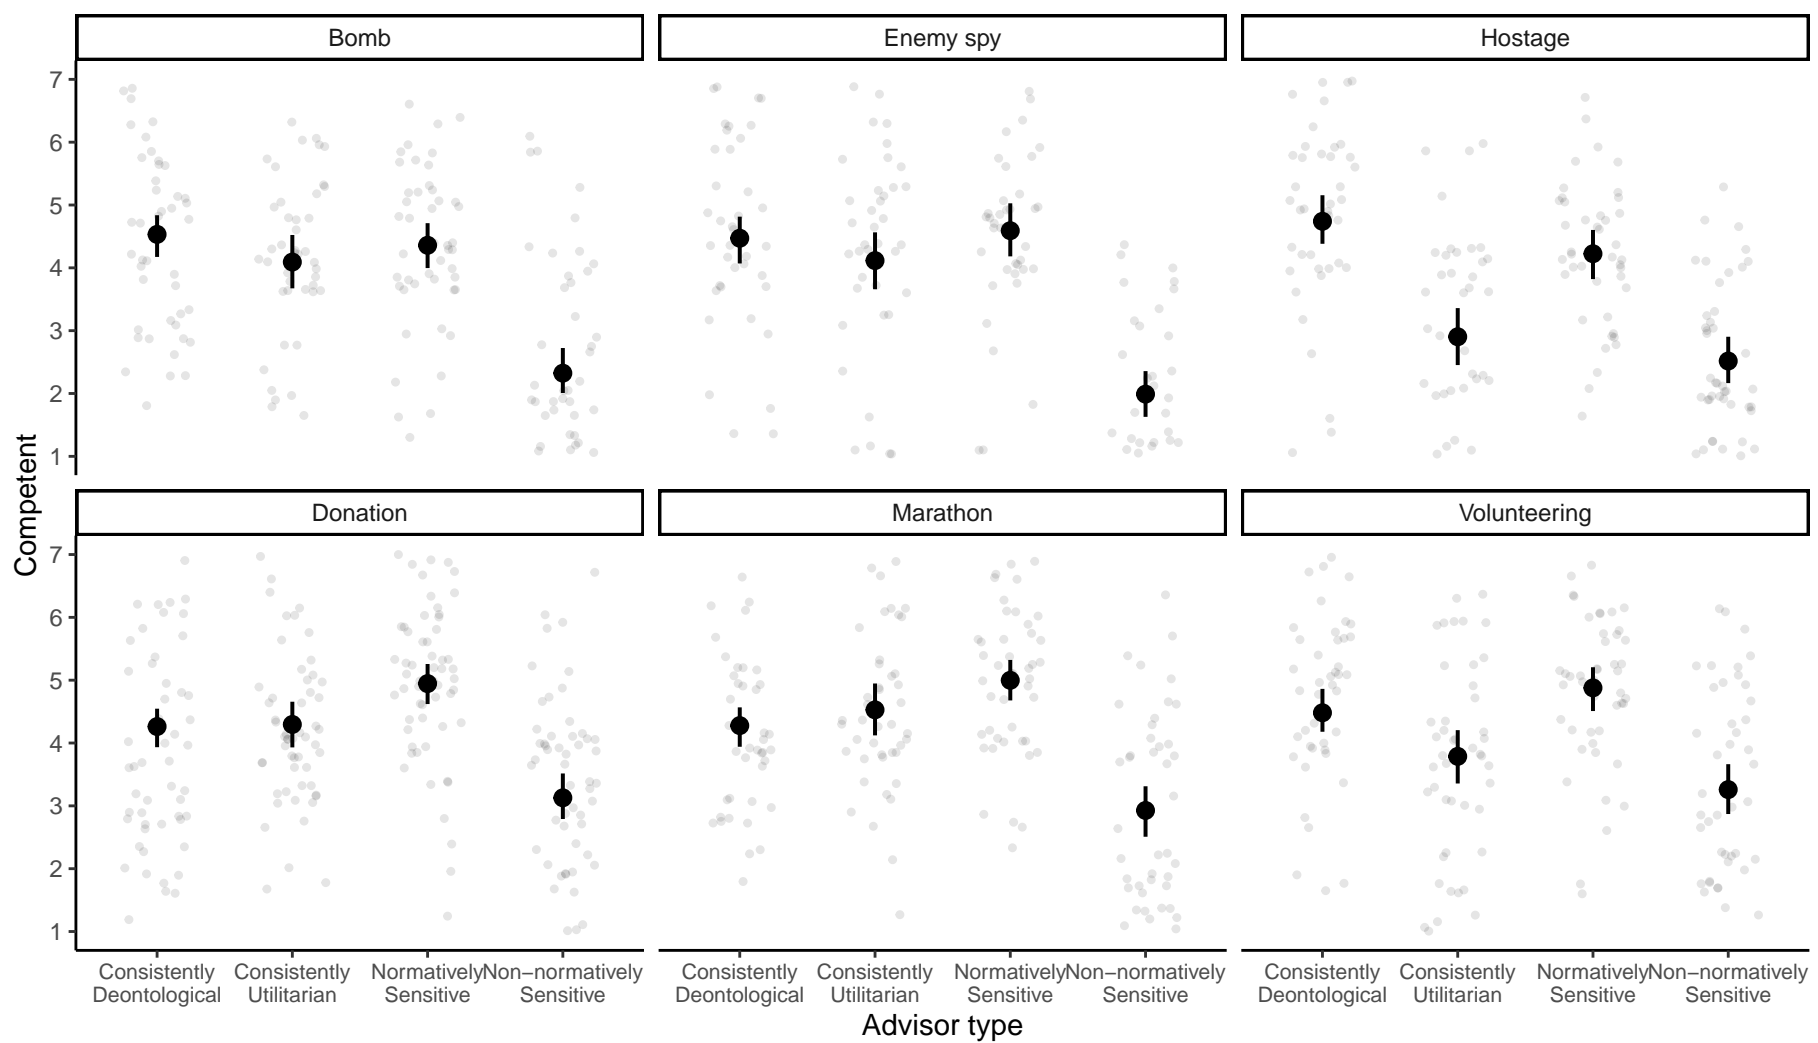 Bomb
Enemy spy
Hostage
7
6
5
4
3
2
1
Competent
Donation
Marathon
Volunteering
7
6
5
4
3
2
1
Consistently Consistently Normatively Non−normatively Consistently Consistently Normatively Non−normatively Consistently Consistently Normatively Non−normatively
Deontological Utilitarian Sensitive Sensitive Deontological Utilitarian Sensitive Sensitive Deontological Utilitarian Sensitive Sensitive
Advisor type